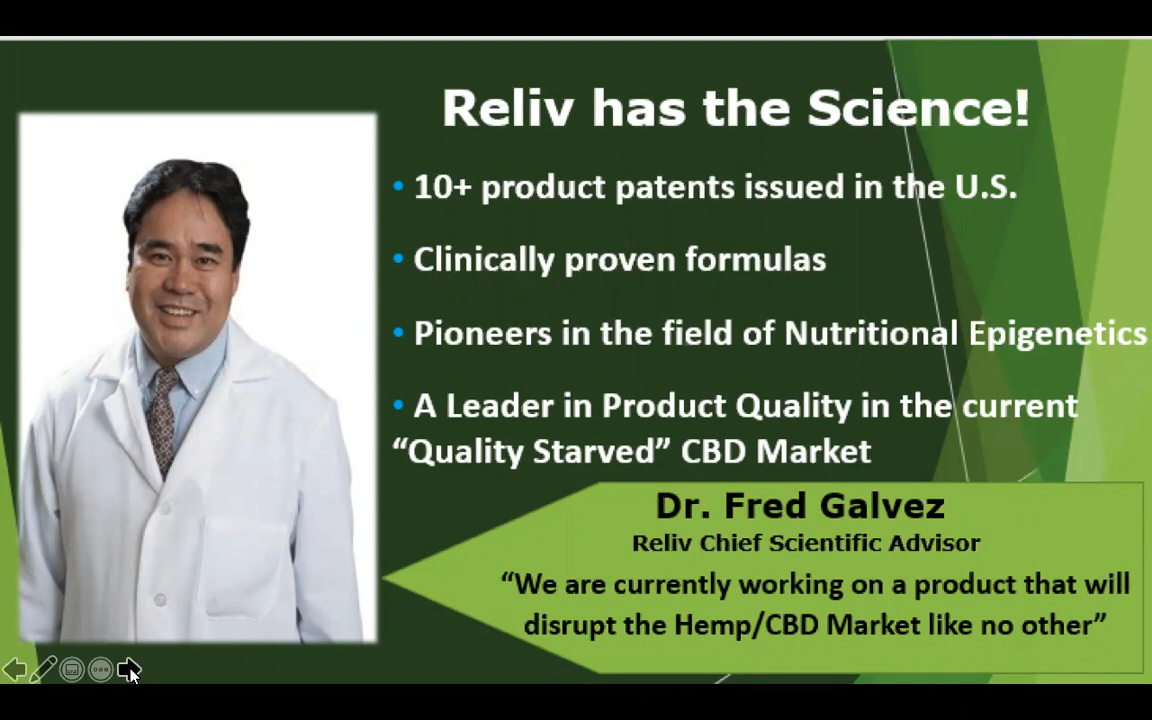 Reliv has the Science!
• 10+ product patents issued in the U.S.
• Clinically proven formulas
• Pioneers in the field of Nutritional Epigenetics
• A Leader in Product Quality in the current
“Quality Starved” CBD Market
Dr. Fred Galvez
Reliv Chief Scientific Advisor
“We are currently working on a product that will
disrupt the Hemp/CBD Market like no other”